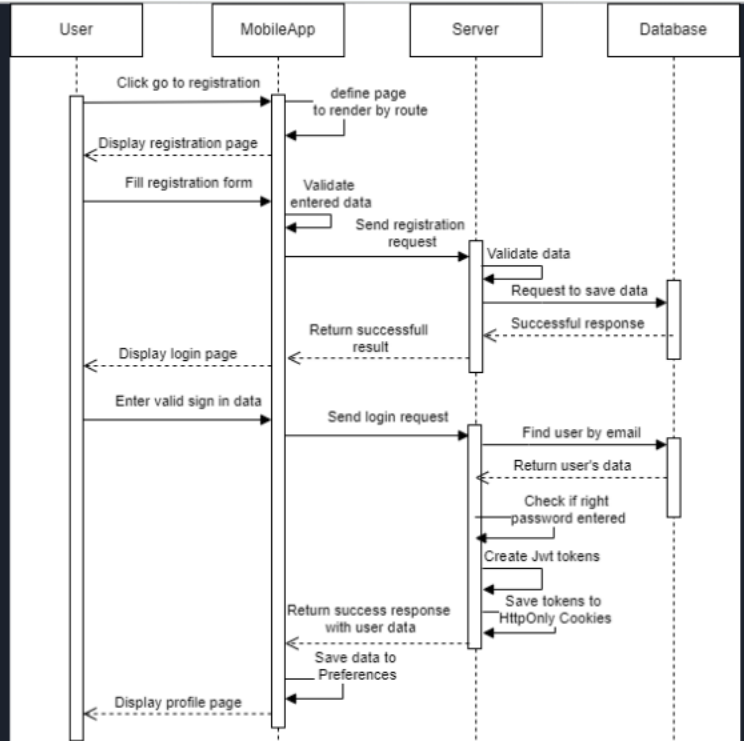 User
MobileApp
Server
Database
Click go to registration
define page
to render by route
Display registration page
Fill registration form
Validate
entered data
Send registration
request
Validate data
Request to save data
Successful response
Return successfull
result
Display login page
Enter valid sign in data
Send login request
Find user by email
Return user's data
Check if right
password entered
Create Jwt tokens
Save tokens to
HttpOnly Cookies
Return success response
with user data
Save data to
Preferences
Display profile page